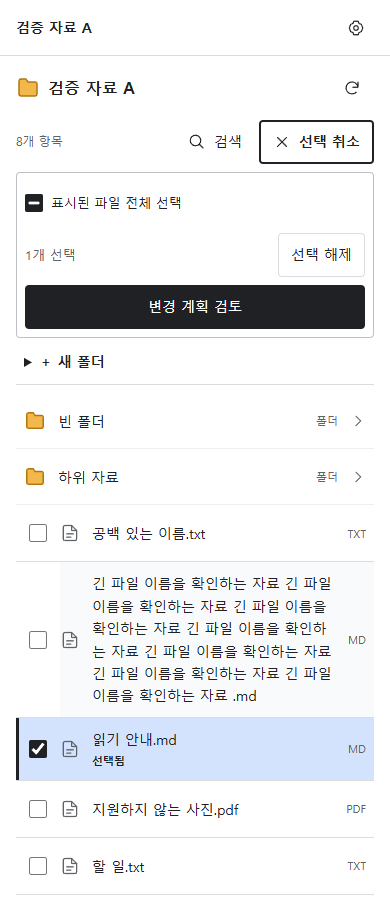 검증 자료 A
검증 자료 A
8개 항목
검색
선택 취소
표시된 파일 전체 선택
1개 선택
선택 해제
변경 계획 검토
+ 새 폴더
빈 폴더
폴더
하위 자료
폴더
공백 있는 이름.txt
TXT
긴 파일 이름을 확인하는 자료 긴 파일
이름을 확인하는 자료 긴 파일 이름을
확인하는 자료 긴 파일 이름을 확인하
는 자료 긴 파일 이름을 확인하는 자료
긴 파일 이름을 확인하는 자료 긴 파일
이름을 확인하는 자료 .md
MD
읽기 안내.md
선택됨
MD
지원하지 않는 사진.pdf
PDF
할 일.txt
TXT